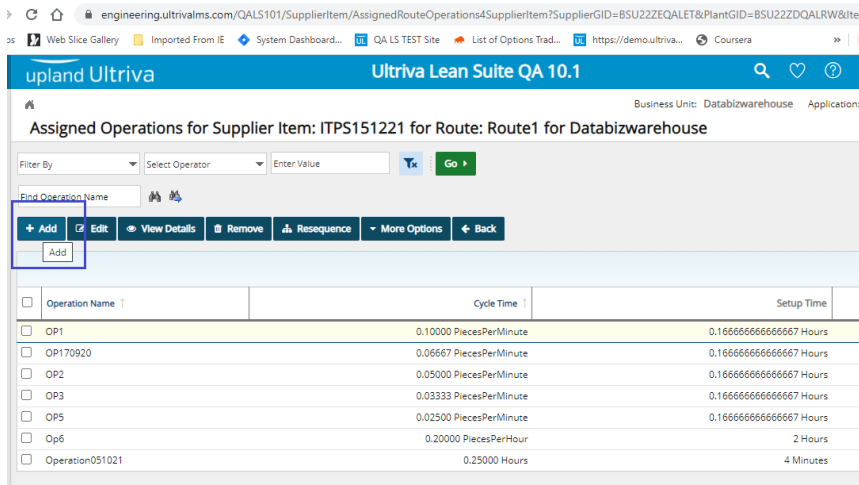 engineering.ultrivalms.com/QALS101/SupplierItem/AssignedRouteOperations4SupplierItem?SupplierGID=BSU22ZEQALET&PlantGID=BSU22ZDQALRW&Ite
os Web Slice Gallery Imported From IE System Dashboard... UL QA LS TEST Site List of Options Trad... UL https://demo.ultriva... Coursera »
upland Ultriva Ultriva Lean Suite QA 10.1
Business Unit: Databizwarehouse Application:
Assigned Operations for Supplier Item: ITPS151221 for Route: Route1 for Databizwarehouse
Filter By Select Operator Enter Value Go
Find Operation Name
+ Add Edit View Details Remove Resequence More Options Back
Add
Operation Name Cycle Time Setup Time
OP1 0.10000 PiecesPerMinute 0.166666666666667 Hours
OP170920 0.06667 PiecesPerMinute 0.166666666666667 Hours
OP2 0.05000 PiecesPerMinute 0.166666666666667 Hours
OP3 0.03333 PiecesPerMinute 0.166666666666667 Hours
OP5 0.02500 PiecesPerMinute 0.166666666666667 Hours
Op6 0.20000 PiecesPerHour 2 Hours
Operation051021 0.25000 Hours 4 Minutes